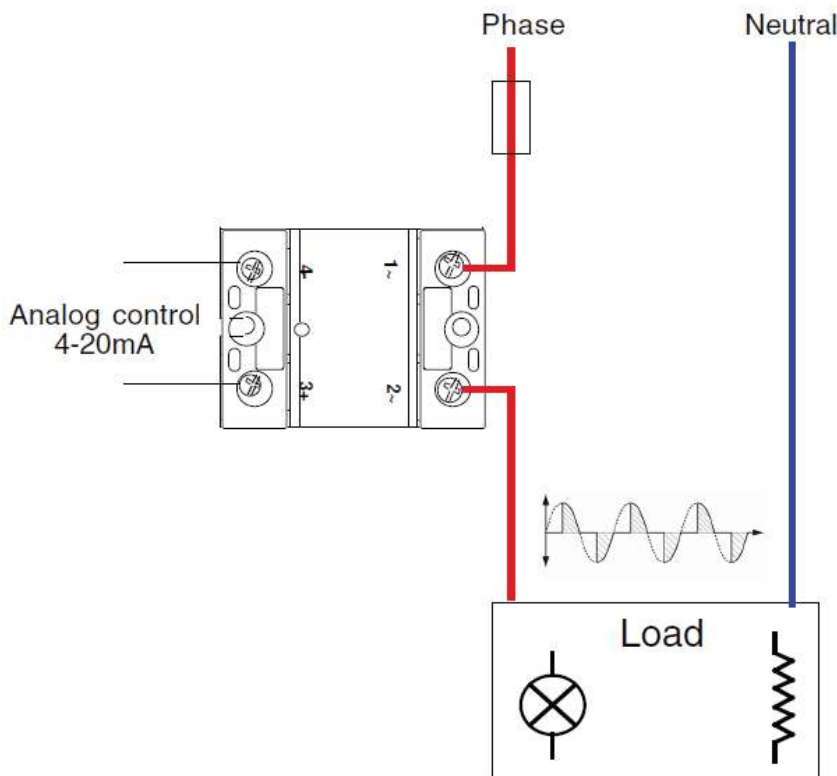 Phase
Neutral
4-
1~
Analog control
4-20mA
3+
2~
Load